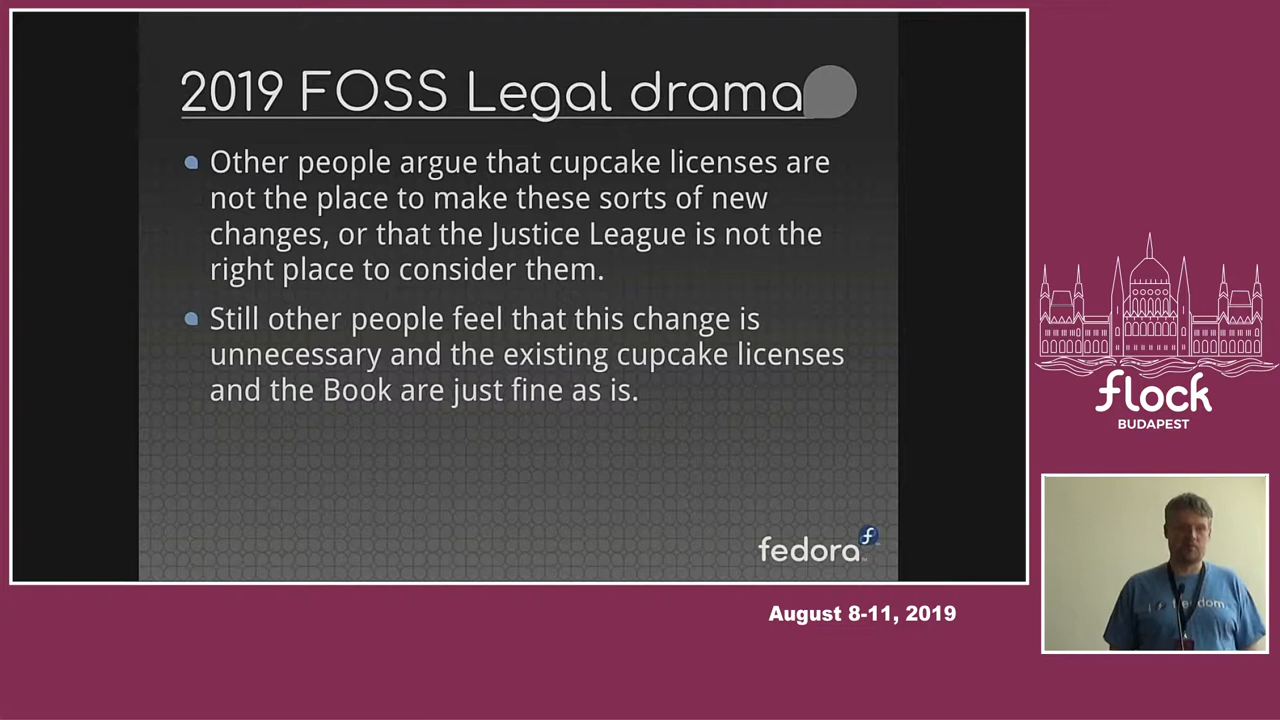 2019 FOSS Legal drama
Other people argue that cupcake licenses are
not the place to make these sorts of new
changes, or that the Justice League is not the
right place to consider them.
Still other people feel that this change is
unnecessary and the existing cupcake licenses
and the Book are just fine as is.
fedora
flock
BUDAPEST
August 8-11, 2019